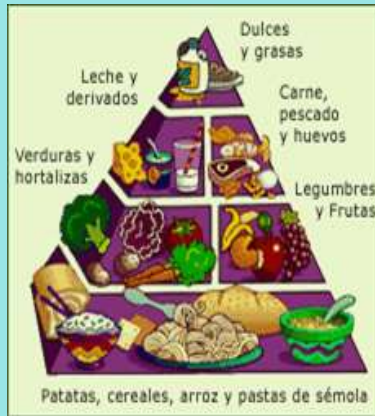 Dulces
y grasas
Leche y
derivados
Carne,
pescado
y huevos
Verduras y
hortalizas
Legumbres
y Frutas
Patatas, cereales, arroz y pastas de sémola